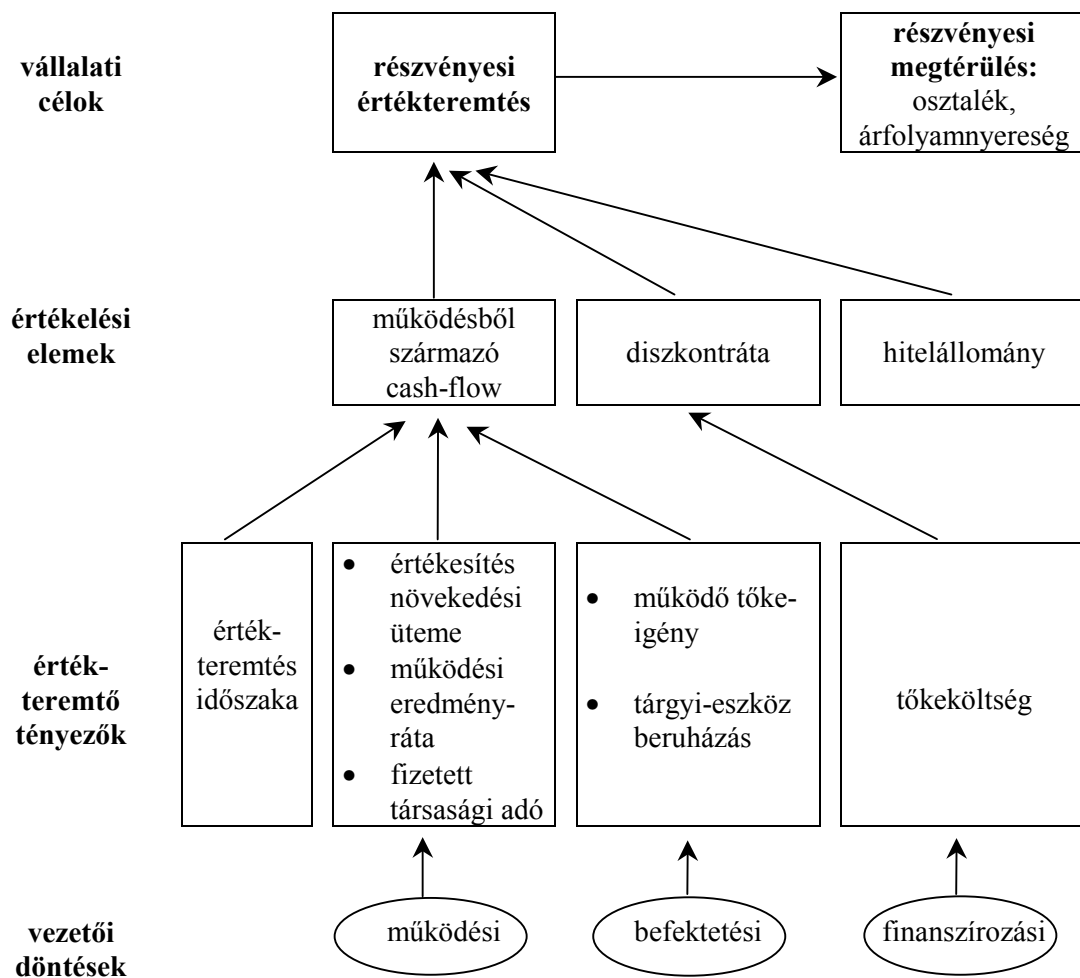 vállalati
célok
részvényesi
értékteremtés
részvényesi
megtérülés:
osztalék,
árfolyamnyereség
értékelési
elemek
működésből
származó
cash-flow
diszkontráta
hitelállomány
érték-
teremtő
tényezők
érték-
teremtés
időszaka
• értékesítés
növekedési
üteme
• működési
eredmény-
ráta
• fizetett
társasági adó
• működő tőke-
igény
• tárgyi-eszköz
beruházás
tőkeköltség
vezetői
döntések
működési
befektetési
finanszírozási